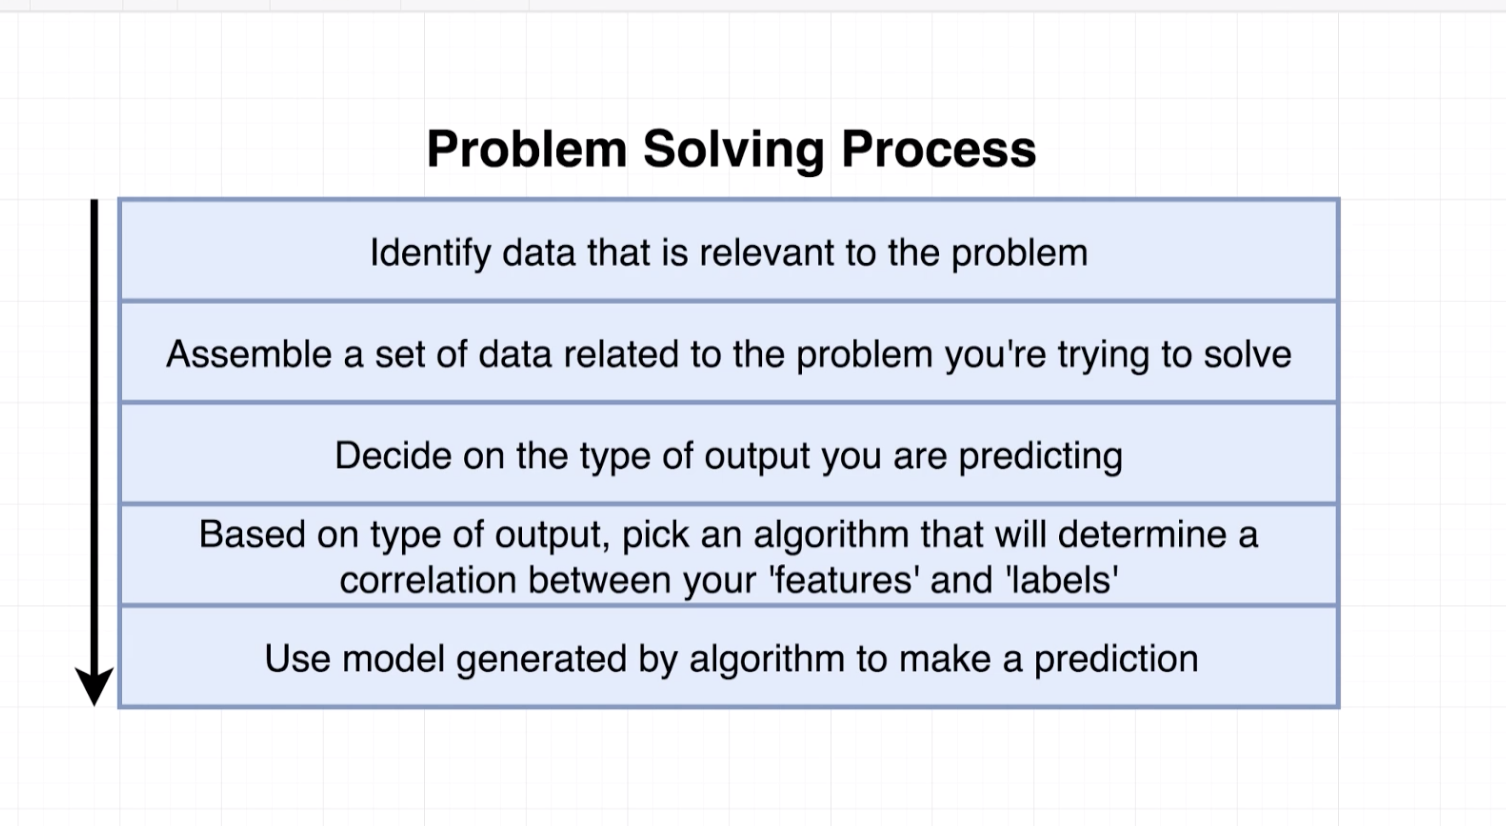 Problem Solving Process
Identify data that is relevant to the problem
Assemble a set of data related to the problem you're trying to solve
Decide on the type of output you are predicting
Based on type of output, pick an algorithm that will determine a
correlation between your 'features' and 'labels'
Use model generated by algorithm to make a prediction